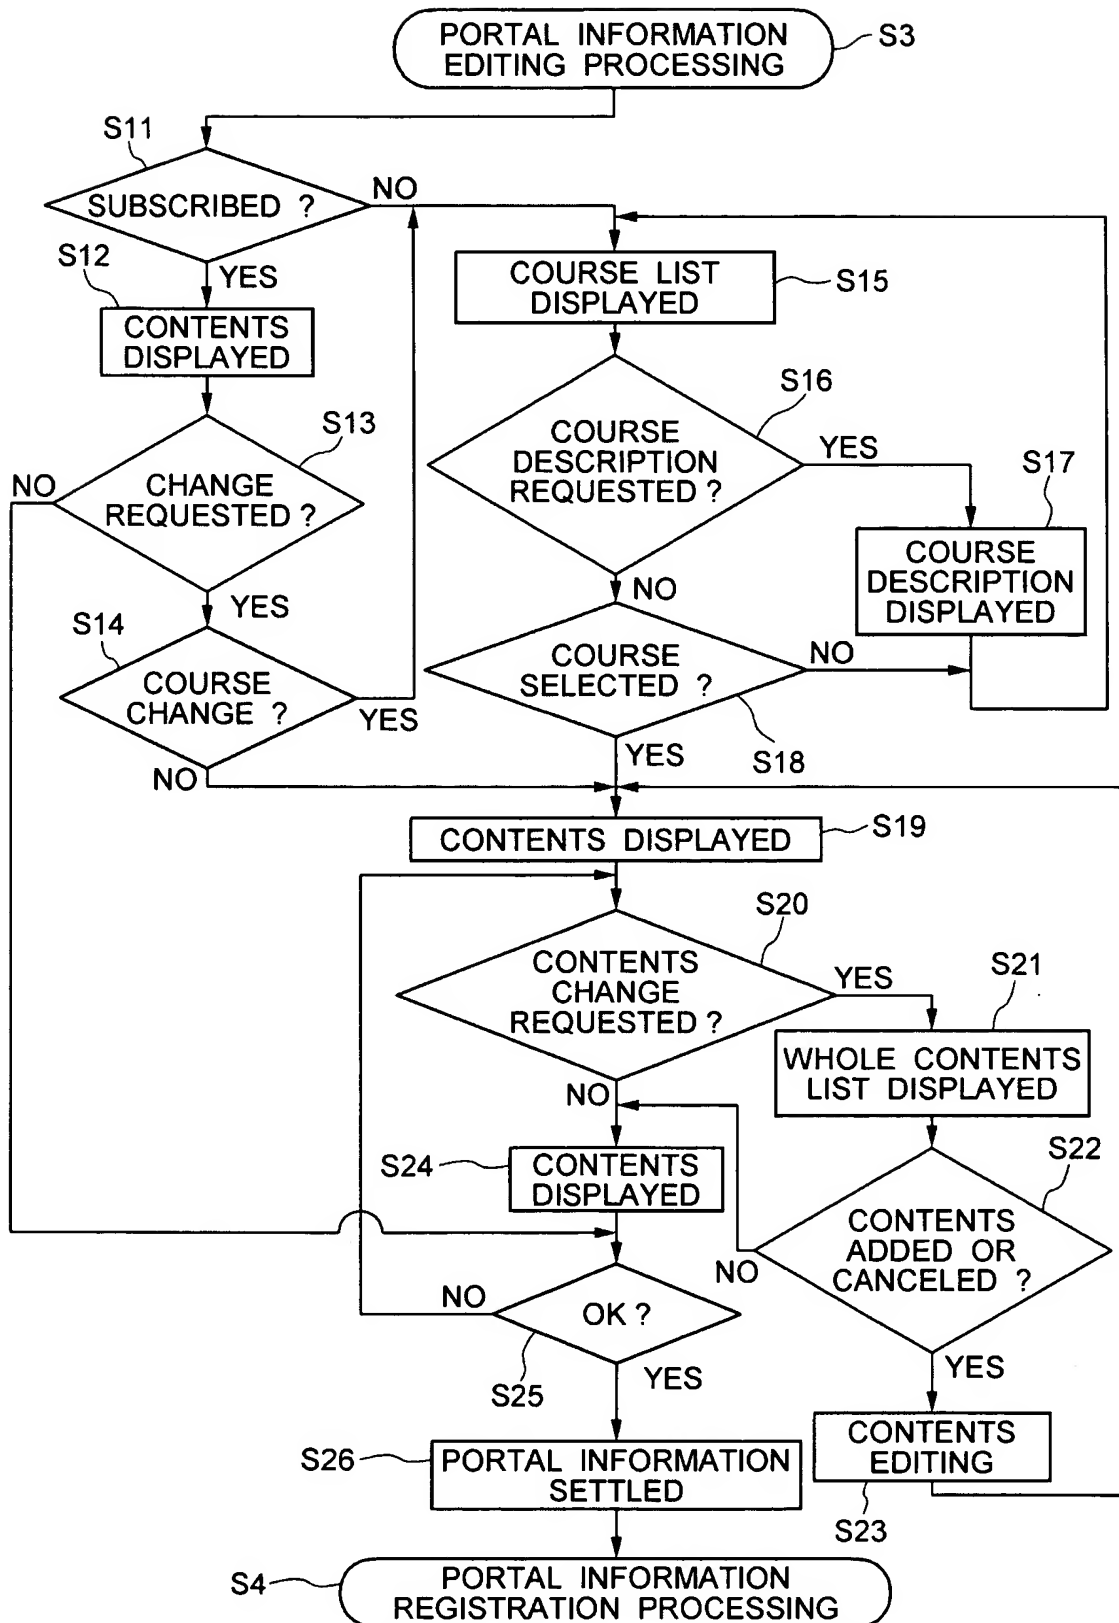 PORTAL INFORMATION
EDITING PROCESSING
S3
S11
SUBSCRIBED ?
NO
YES
S12
CONTENTS
DISPLAYED
S13
CHANGE
REQUESTED ?
NO
YES
S14
COURSE
CHANGE ?
YES
NO
COURSE LIST
DISPLAYED
S15
S16
COURSE
DESCRIPTION
REQUESTED ?
YES
NO
S17
COURSE
DESCRIPTION
DISPLAYED
COURSE
SELECTED ?
NO
S18
YES
CONTENTS DISPLAYED
S19
S20
CONTENTS
CHANGE
REQUESTED ?
YES
NO
S21
WHOLE CONTENTS
LIST DISPLAYED
S22
CONTENTS
ADDED OR
CANCELED ?
NO
YES
S24
CONTENTS
DISPLAYED
OK ?
NO
S25
YES
CONTENTS
EDITING
S23
S26
PORTAL INFORMATION
SETTLED
S4
PORTAL INFORMATION
REGISTRATION PROCESSING